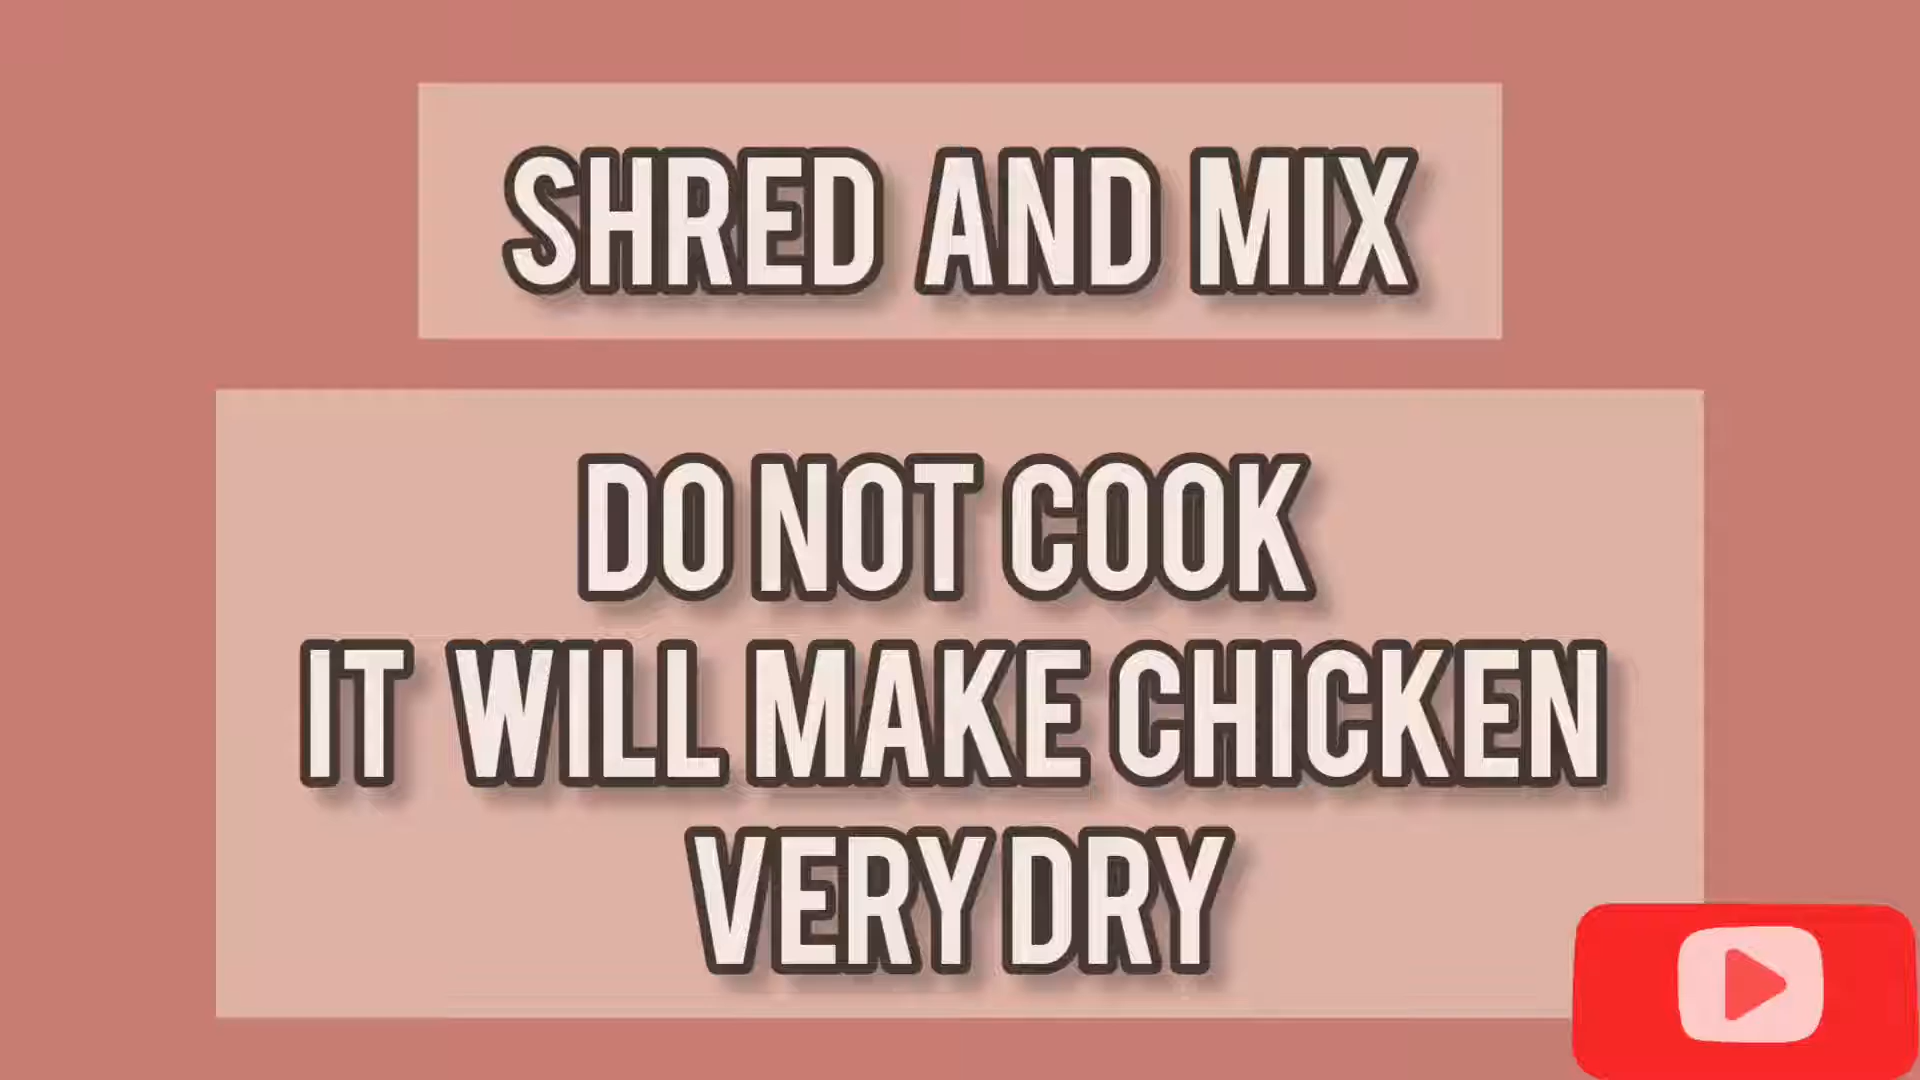 SHRED AND MIX
DO NOT COOK
IT WILL MAKE CHICKEN
VERY DRY